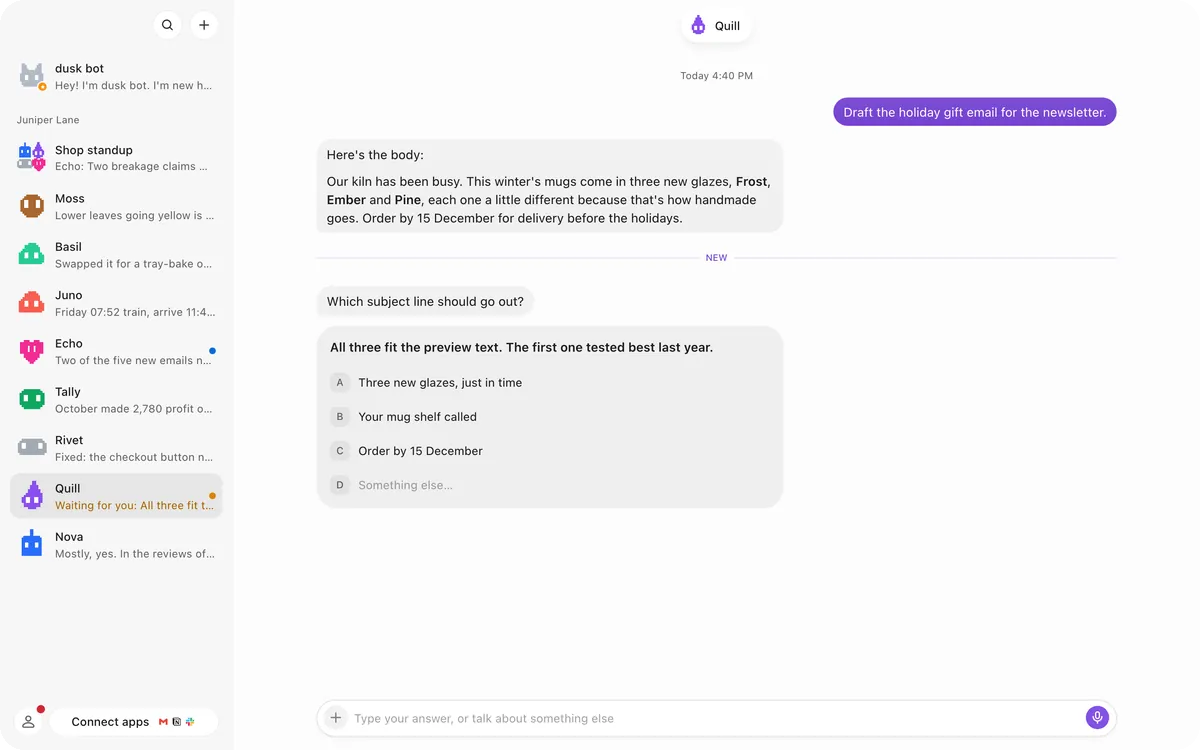 dusk bot
Hey! I'm dusk bot. I'm new h...
Juniper Lane
Shop standup
Echo: Two breakage claims ...
Moss
Lower leaves going yellow is ...
Basil
Swapped it for a tray-bake o...
Juno
Friday 07:52 train, arrive 11:4...
Echo
Two of the five new emails n...
Tally
October made 2,780 profit o...
Rivet
Fixed: the checkout button n...
Quill
Waiting for you: All three fit t...
Nova
Mostly, yes. In the reviews of...
Connect apps
Quill
Today 4:40 PM
Draft the holiday gift email for the newsletter.
Here's the body:
Our kiln has been busy. This winter's mugs come in three new glazes, Frost,
Ember and Pine, each one a little different because that's how handmade
goes. Order by 15 December for delivery before the holidays.
NEW
Which subject line should go out?
All three fit the preview text. The first one tested best last year.
A Three new glazes, just in time
B Your mug shelf called
C Order by 15 December
D Something else...
Type your answer, or talk about something else